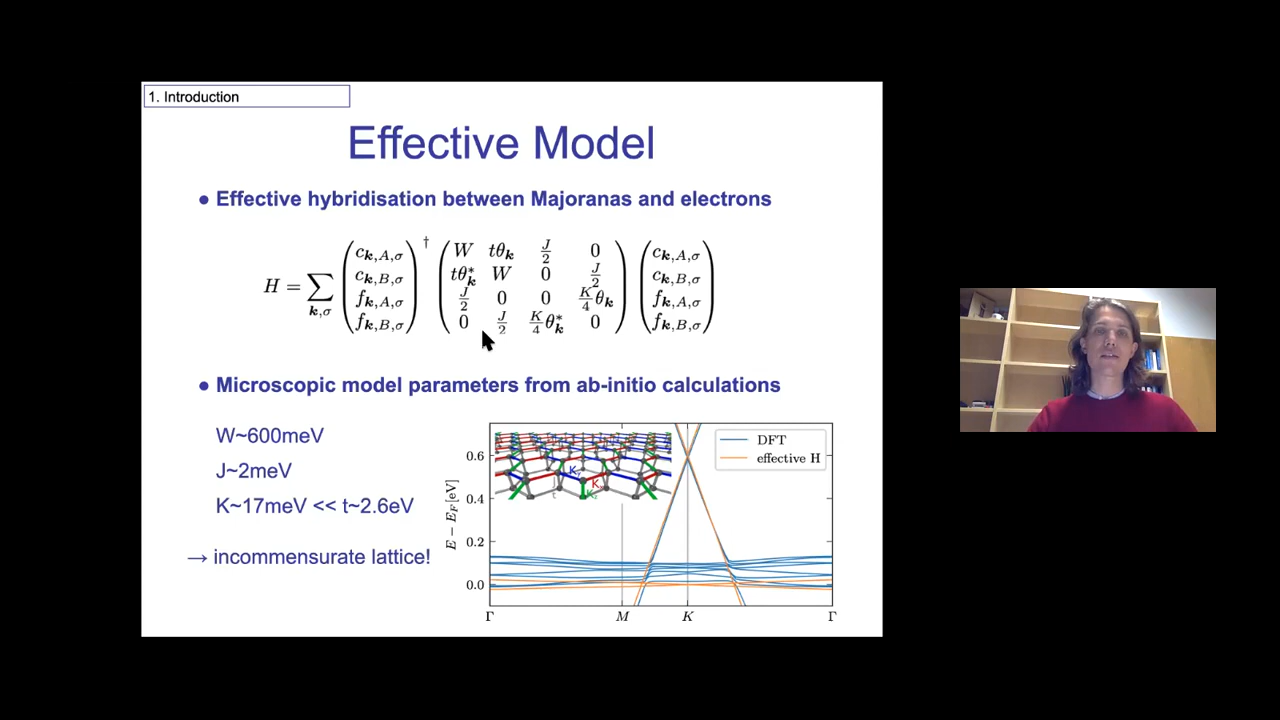 1. Introduction
Effective Model
● Effective hybridisation between Majoranas and electrons
H = ∑_{k,σ} (c_{k,A,σ} c_{k,B,σ} f_{k,A,σ} f_{k,B,σ})† (W tθ_k J/2 0
tθ*_k W 0 J/2
J/2 0 0 K/4 θ_k
0 J/2 K/4 θ*_k 0) (c_{k,A,σ} c_{k,B,σ} f_{k,A,σ} f_{k,B,σ})
● Microscopic model parameters from ab-initio calculations
W~600meV
J~2meV
K~17meV << t~2.6eV
→ incommensurate lattice!
E − E_F [eV]
0.6
0.4
0.2
0.0
Γ M K Γ
DFT
effective H